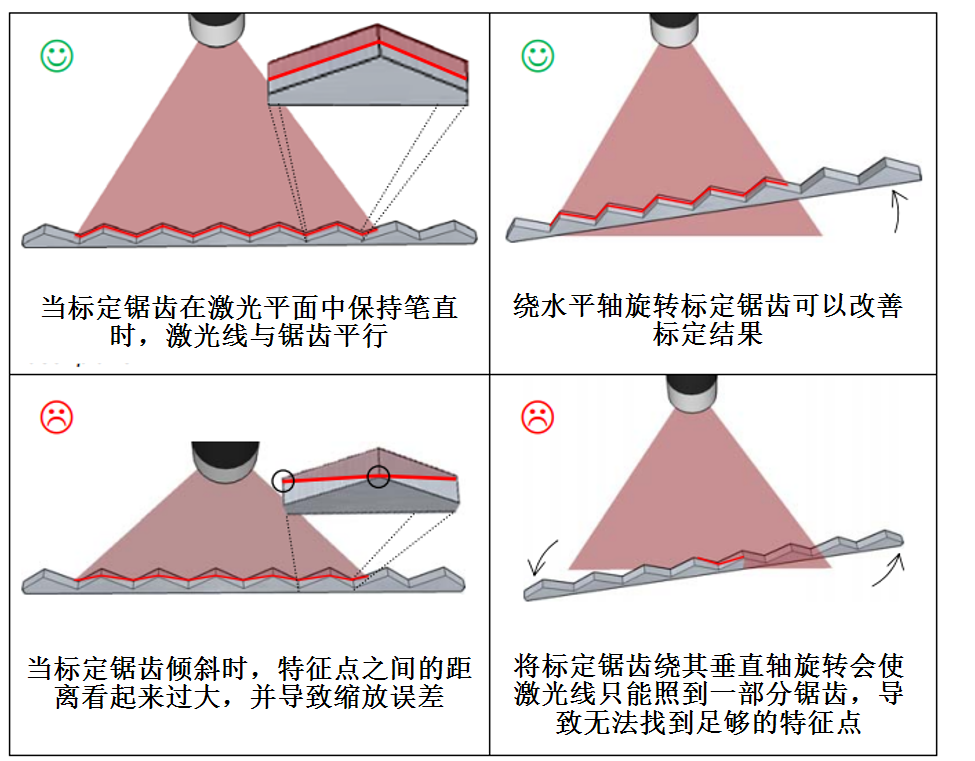 当标定锯齿在激光平面中保持笔直
时，激光线与锯齿平行
绕水平轴旋转标定锯齿可以改善
标定结果
当标定锯齿倾斜时，特征点之间的距
离看起来过大，并导致缩放误差
将标定锯齿绕其垂直轴旋转会使
激光线只能照到一部分锯齿，导
致无法找到足够的特征点